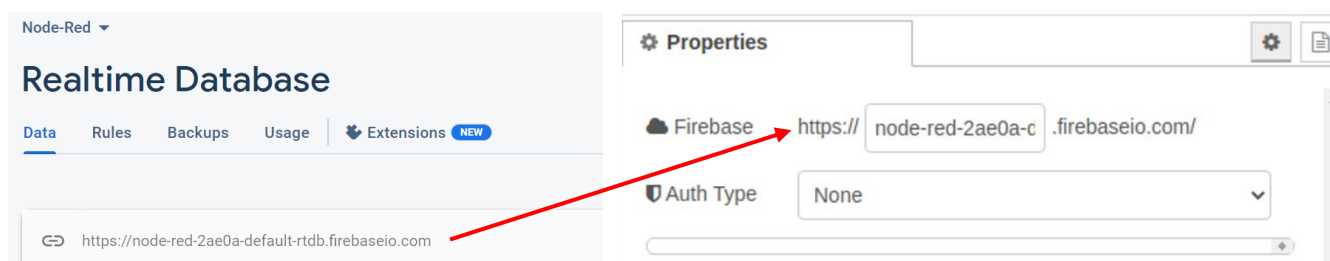 Node-Red
Realtime Database
Data Rules Backups Usage Extensions NEW
https://node-red-2ae0a-default-rtdb.firebaseio.com
Properties
Firebase https:// node-red-2ae0a-d .firebaseio.com/
Auth Type None